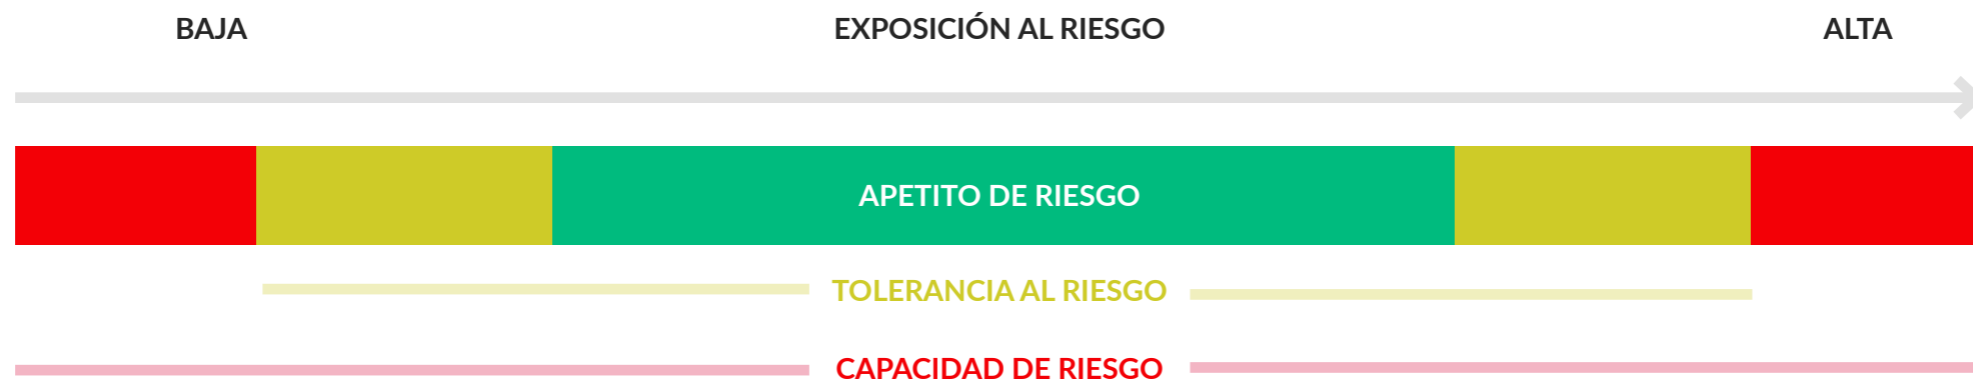 BAJA EXPOSICIÓN AL RIESGO ALTA
APETITO DE RIESGO
TOLERANCIA AL RIESGO
CAPACIDAD DE RIESGO